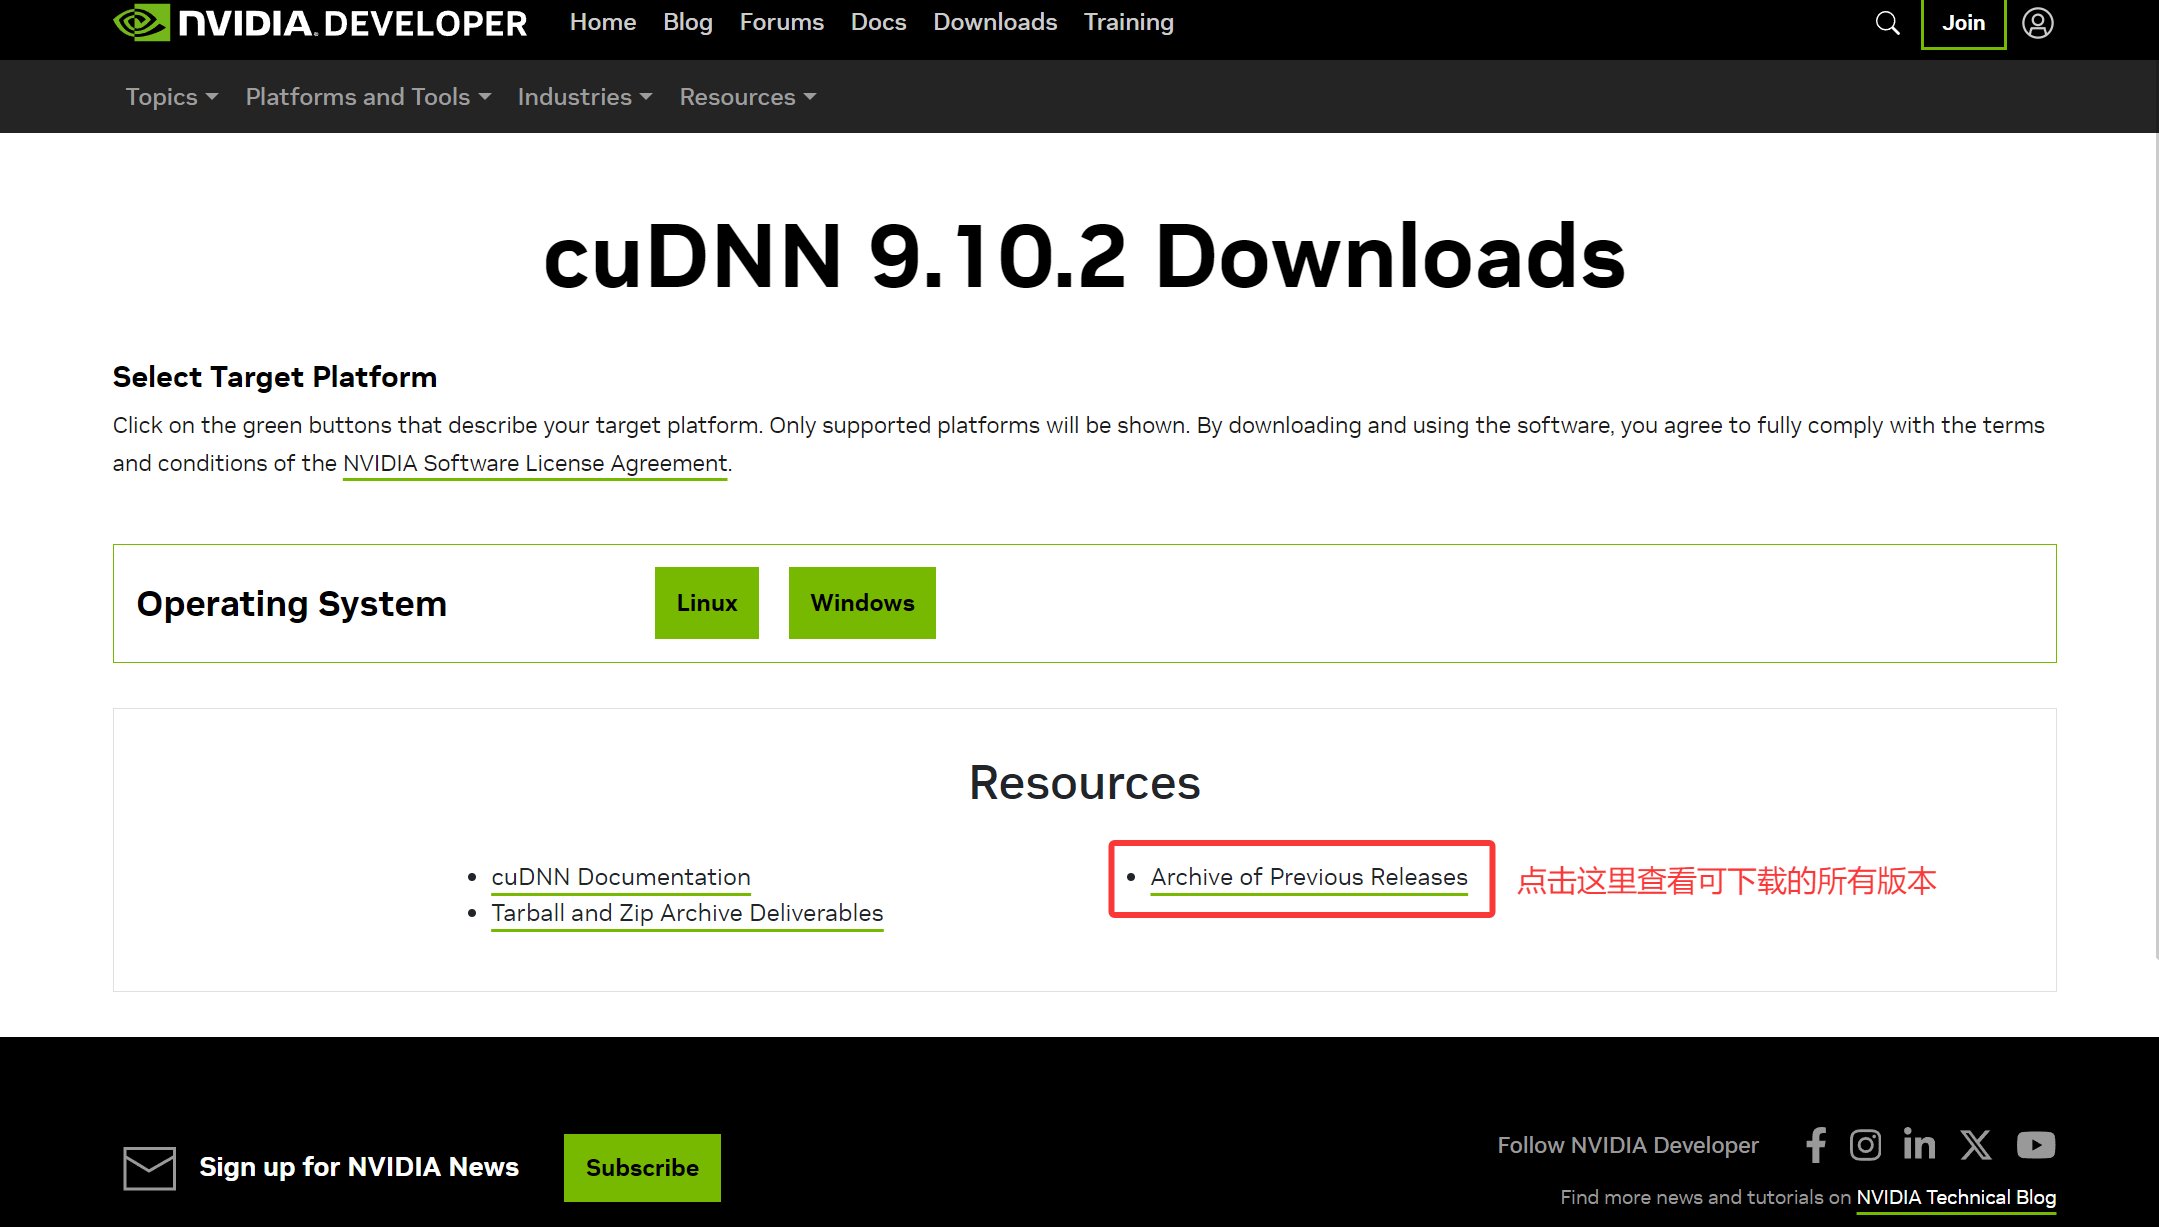 NVIDIA. DEVELOPER Home Blog Forums Docs Downloads Training Join
Topics Platforms and Tools Industries Resources
cuDNN 9.10.2 Downloads
Select Target Platform
Click on the green buttons that describe your target platform. Only supported platforms will be shown. By downloading and using the software, you agree to fully comply with the terms
and conditions of the NVIDIA Software License Agreement.
Operating System Linux Windows
Resources
cuDNN Documentation
Tarball and Zip Archive Deliverables
Archive of Previous Releases 点击这里查看可下载的所有版本
Sign up for NVIDIA News Subscribe
Follow NVIDIA Developer
Find more news and tutorials on NVIDIA Technical Blog